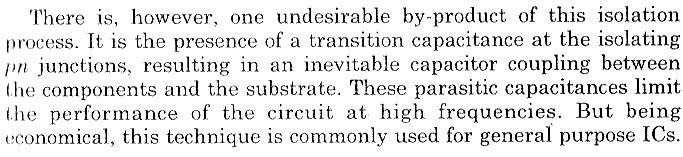 There is, however, one undesirable by-product of this isolation
process. It is the presence of a transition capacitance at the isolating
pn junctions, resulting in an inevitable capacitor coupling between
the components and the substrate. These parasitic capacitances limit
the performance of the circuit at high frequencies. But being
economical, this technique is commonly used for general purpose ICs.